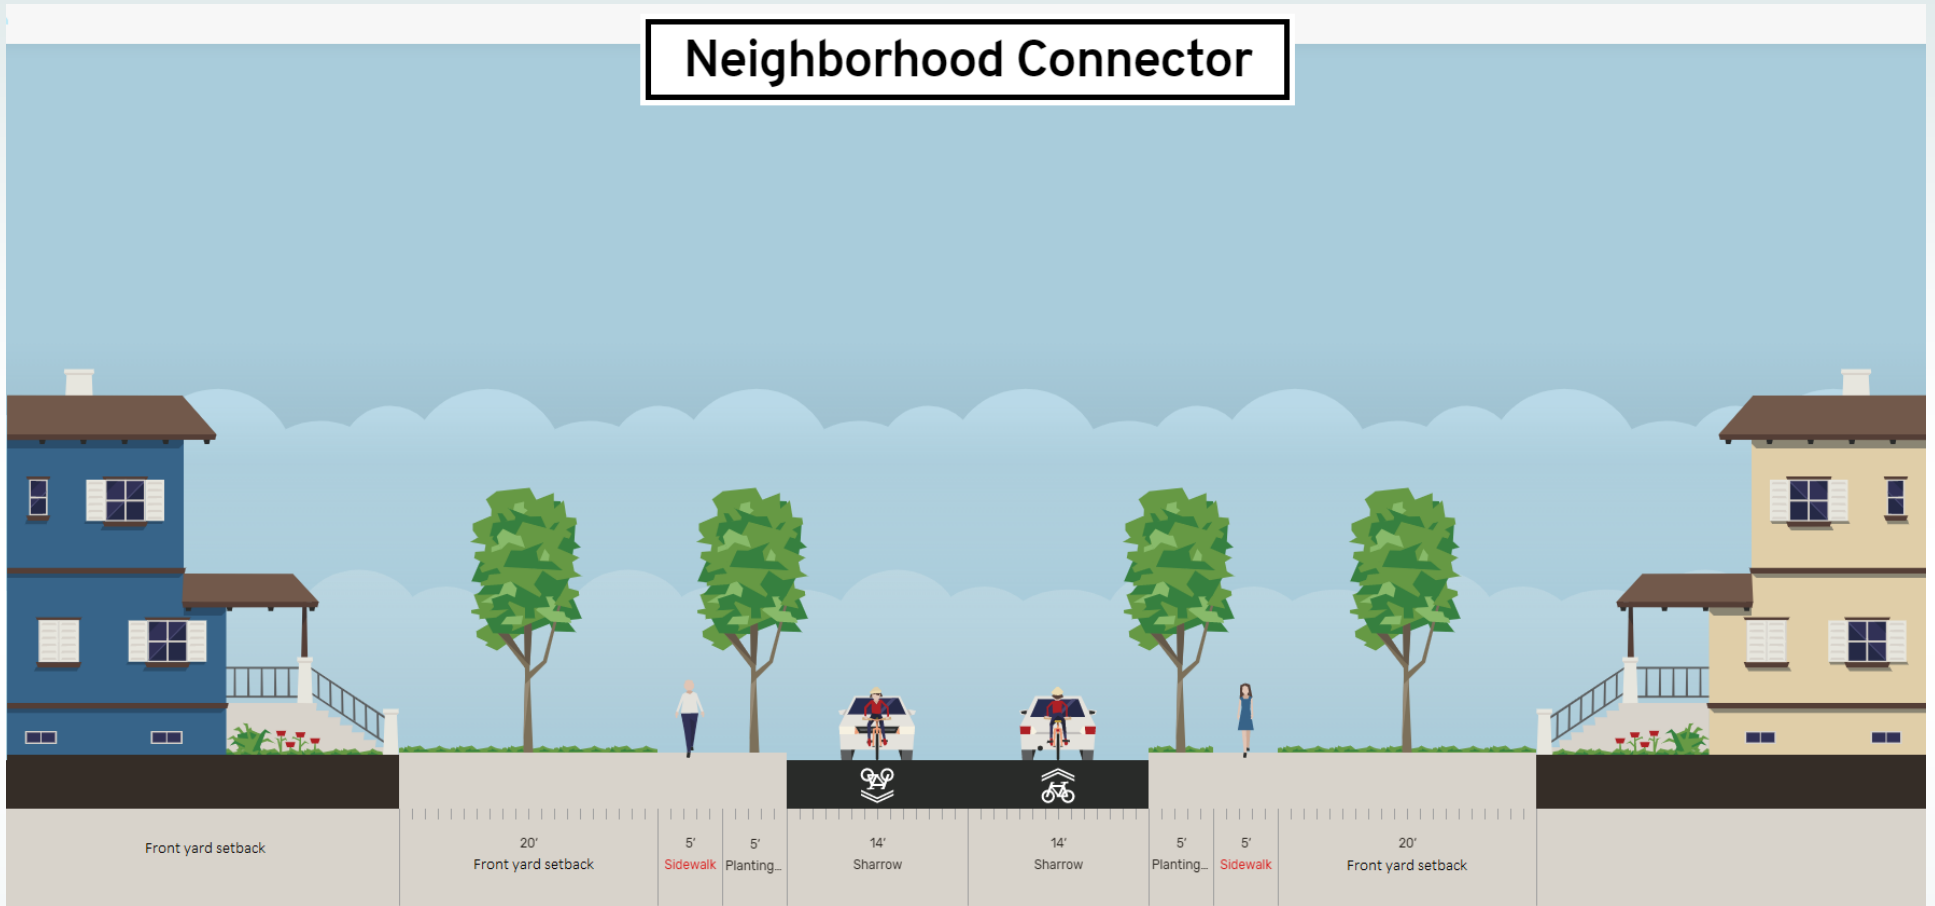 Neighborhood Connector
Front yard setback
20'
Front yard setback
5'
Sidewalk
5'
Planting...
14'
Sharrow
14'
Sharrow
5'
Planting...
5'
Sidewalk
20'
Front yard setback